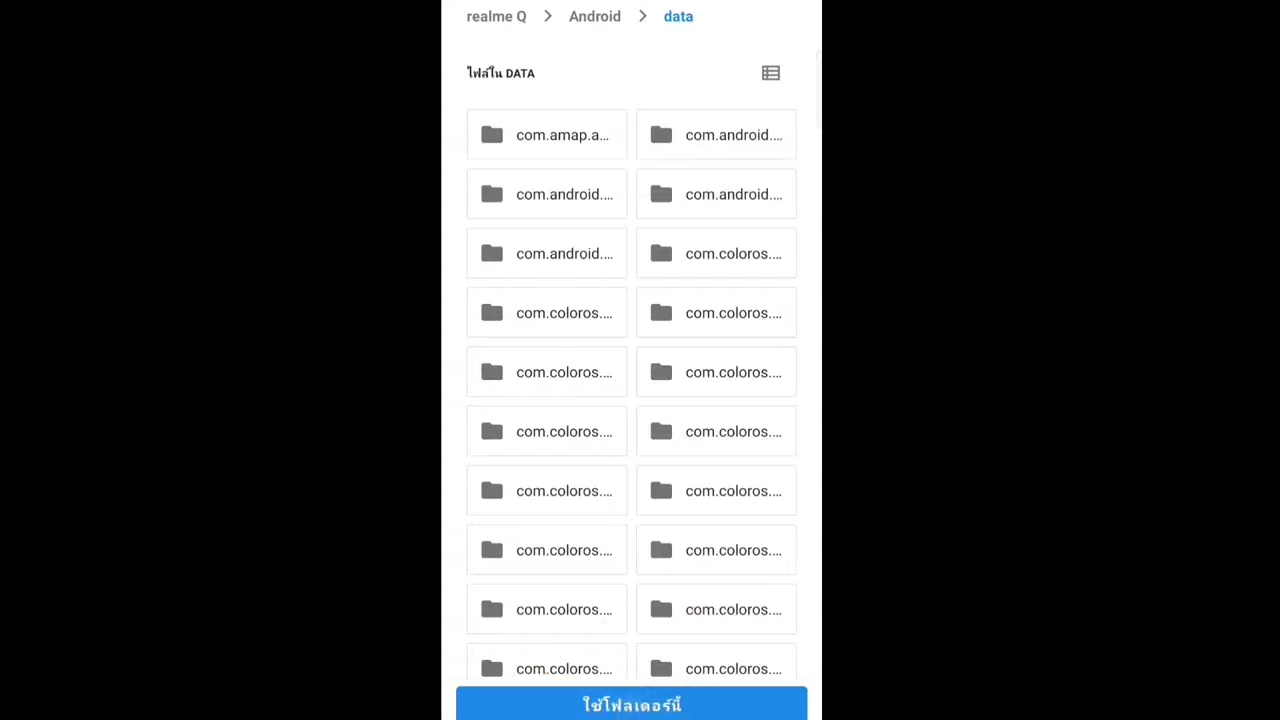 realme Q > Android > data
ไฟล์ใน DATA
com.amap.a... com.android....
com.android.... com.android....
com.android.... com.coloros....
com.coloros.... com.coloros....
com.coloros.... com.coloros....
com.coloros.... com.coloros....
com.coloros.... com.coloros....
com.coloros.... com.coloros....
com.coloros.... com.coloros....
com.coloros.... com.coloros....
ใช้โฟลเดอร์นี้